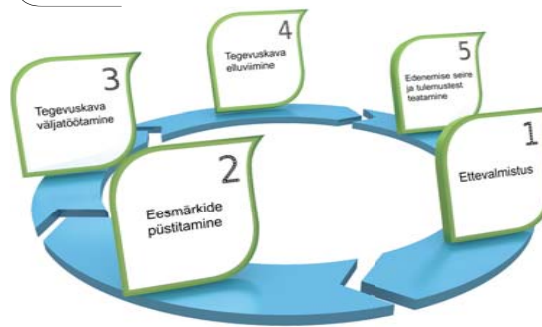 1
Ettevalmistus
2
Eesmärkide
püstitamine
3
Tegevuskava
väljatöötamine
4
Tegevuskava
elluviimine
5
Edenemise seire
ja tulemustest
teatamine